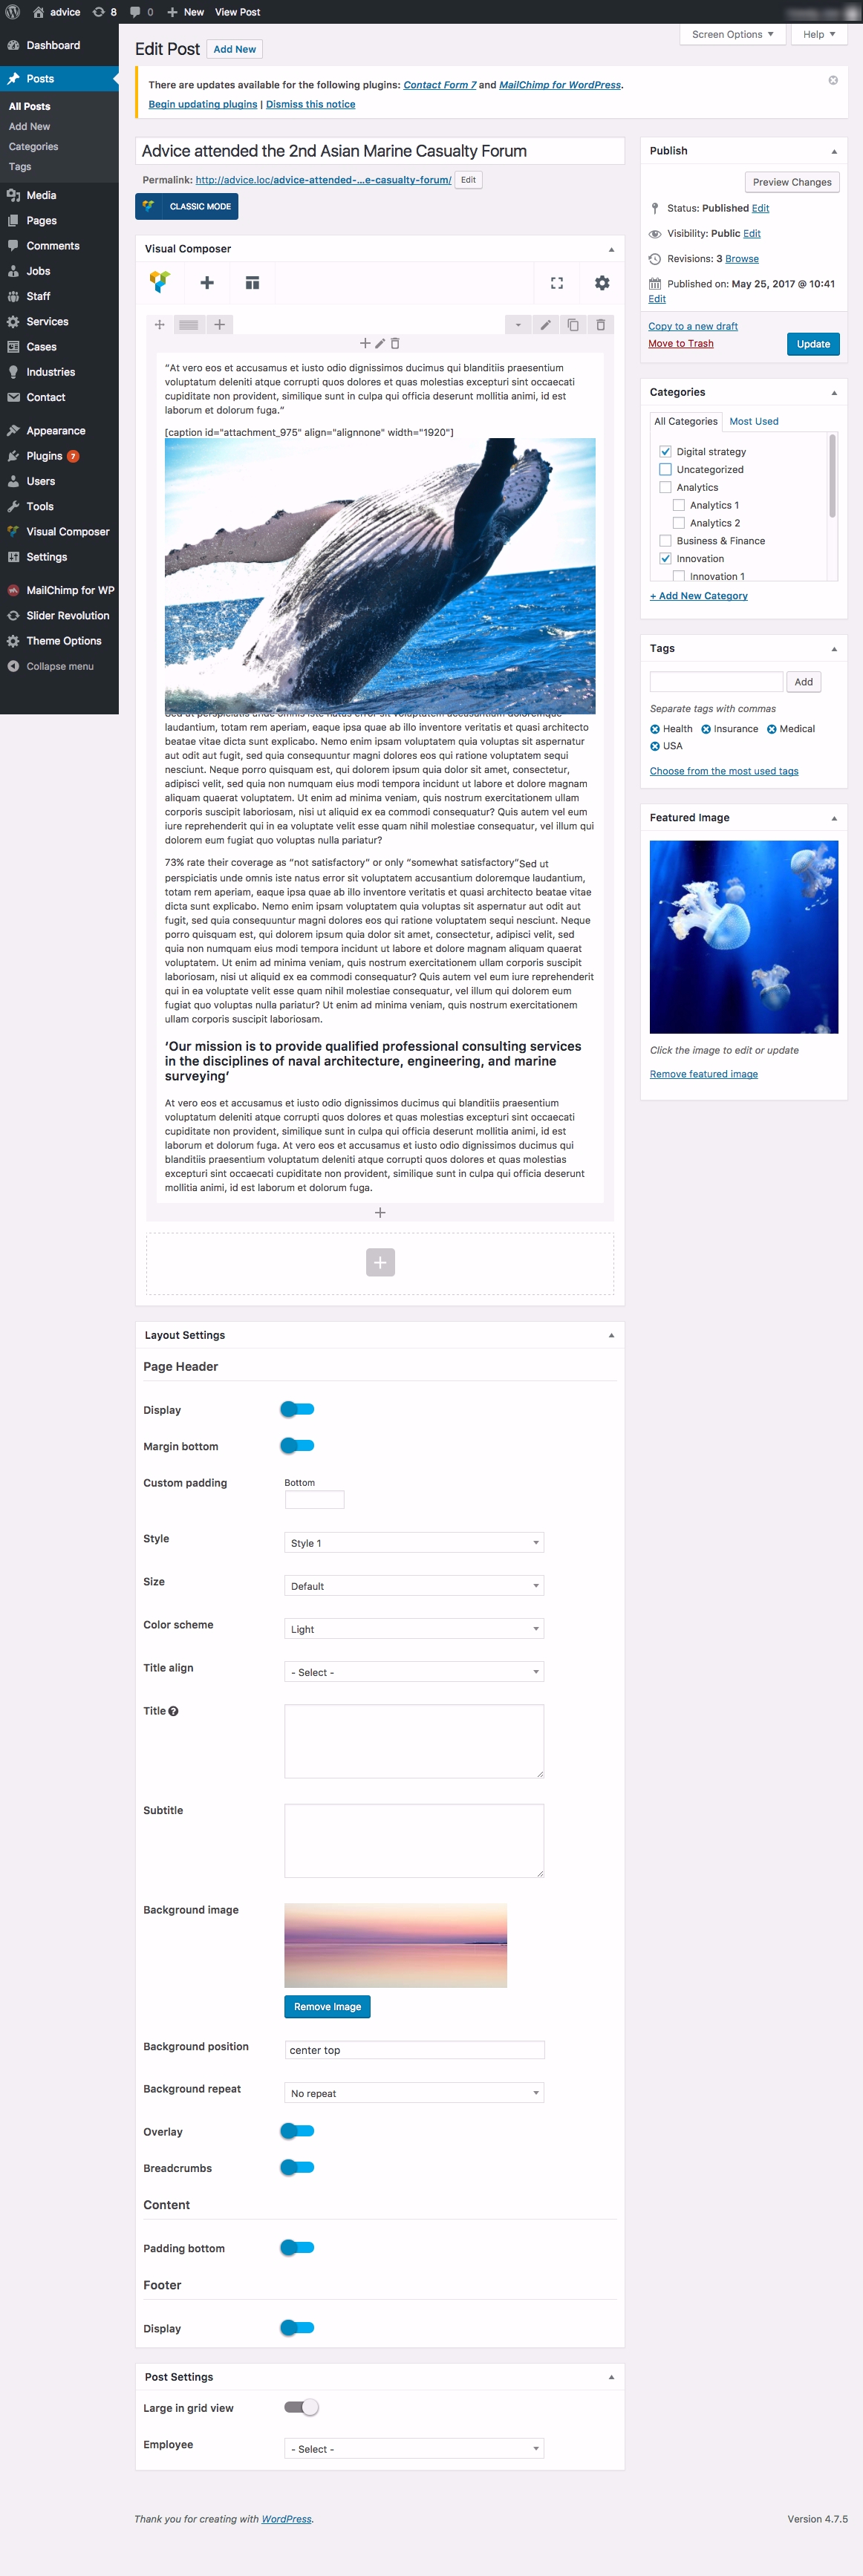 advice 8 0 New View Post
Dashboard
Posts
All Posts
Add New
Categories
Tags
Media
Pages
Comments
Jobs
Staff
Services
Cases
Industries
Contact
Appearance
Plugins 7
Users
Tools
Visual Composer
Settings
MailChimp for WP
Slider Revolution
Theme Options
Collapse menu
Screen Options Help
Edit Post Add New
There are updates available for the following plugins: Contact Form 7 and MailChimp for WordPress.
Begin updating plugins | Dismiss this notice
Advice attended the 2nd Asian Marine Casualty Forum
Permalink: http://advice.loc/advice-attended-...e-casualty-forum/ Edit
CLASSIC MODE
Visual Composer
“At vero eos et accusamus et iusto odio dignissimos ducimus qui blanditiis praesentium
voluptatum deleniti atque corrupti quos dolores et quas molestias excepturi sint occaecati
cupiditate non provident, similique sunt in culpa qui officia deserunt mollitia animi, id est
laborum et dolorum fuga.”
[caption id="attachment_975" align="alignnone" width="1920"]
Sed ut perspiciatis unde omnis iste natus error sit voluptatem accusantium doloremque
laudantium, totam rem aperiam, eaque ipsa quae ab illo inventore veritatis et quasi architecto
beatae vitae dicta sunt explicabo. Nemo enim ipsam voluptatem quia voluptas sit aspernatur
aut odit aut fugit, sed quia consequuntur magni dolores eos qui ratione voluptatem sequi
nesciunt. Neque porro quisquam est, qui dolorem ipsum quia dolor sit amet, consectetur,
adipisci velit, sed quia non numquam eius modi tempora incidunt ut labore et dolore magnam
aliquam quaerat voluptatem. Ut enim ad minima veniam, quis nostrum exercitationem ullam
corporis suscipit laboriosam, nisi ut aliquid ex ea commodi consequatur? Quis autem vel eum
iure reprehenderit qui in ea voluptate velit esse quam nihil molestiae consequatur, vel illum qui
dolorem eum fugiat quo voluptas nulla pariatur?
73% rate their coverage as “not satisfactory” or only “somewhat satisfactory”Sed ut
perspiciatis unde omnis iste natus error sit voluptatem accusantium doloremque laudantium,
totam rem aperiam, eaque ipsa quae ab illo inventore veritatis et quasi architecto beatae vitae
dicta sunt explicabo. Nemo enim ipsam voluptatem quia voluptas sit aspernatur aut odit aut
fugit, sed quia consequuntur magni dolores eos qui ratione voluptatem sequi nesciunt. Neque
porro quisquam est, qui dolorem ipsum quia dolor sit amet, consectetur, adipisci velit, sed
quia non numquam eius modi tempora incidunt ut labore et dolore magnam aliquam quaerat
voluptatem. Ut enim ad minima veniam, quis nostrum exercitationem ullam corporis suscipit
laboriosam, nisi ut aliquid ex ea commodi consequatur? Quis autem vel eum iure reprehenderit
qui in ea voluptate velit esse quam nihil molestiae consequatur, vel illum qui dolorem eum
fugiat quo voluptas nulla pariatur? Ut enim ad minima veniam, quis nostrum exercitationem
ullam corporis suscipit laboriosam.
‘Our mission is to provide qualified professional consulting services
in the disciplines of naval architecture, engineering, and marine
surveying’
At vero eos et accusamus et iusto odio dignissimos ducimus qui blanditiis praesentium
voluptatum deleniti atque corrupti quos dolores et quas molestias excepturi sint occaecati
cupiditate non provident, similique sunt in culpa qui officia deserunt mollitia animi, id est
laborum et dolorum fuga. At vero eos et accusamus et iusto odio dignissimos ducimus qui
blanditiis praesentium voluptatum deleniti atque corrupti quos dolores et quas molestias
excepturi sint occaecati cupiditate non provident, similique sunt in culpa qui officia deserunt
mollitia animi, id est laborum et dolorum fuga.
Layout Settings
Page Header
Display
Margin bottom
Custom padding Bottom
Style Style 1
Size Default
Color scheme Light
Title align - Select -
Title
Subtitle
Background image
Remove Image
Background position center top
Background repeat No repeat
Overlay
Breadcrumbs
Content
Padding bottom
Footer
Display
Post Settings
Large in grid view
Employee - Select -
Publish
Preview Changes
Status: Published Edit
Visibility: Public Edit
Revisions: 3 Browse
Published on: May 25, 2017 @ 10:41
Edit
Copy to a new draft
Move to Trash Update
Categories
All Categories Most Used
Digital strategy
Uncategorized
Analytics
Analytics 1
Analytics 2
Business & Finance
Innovation
Innovation 1
+ Add New Category
Tags
Add
Separate tags with commas
Health Insurance Medical
USA
Choose from the most used tags
Featured Image
Click the image to edit or update
Remove featured image
Thank you for creating with WordPress. Version 4.7.5